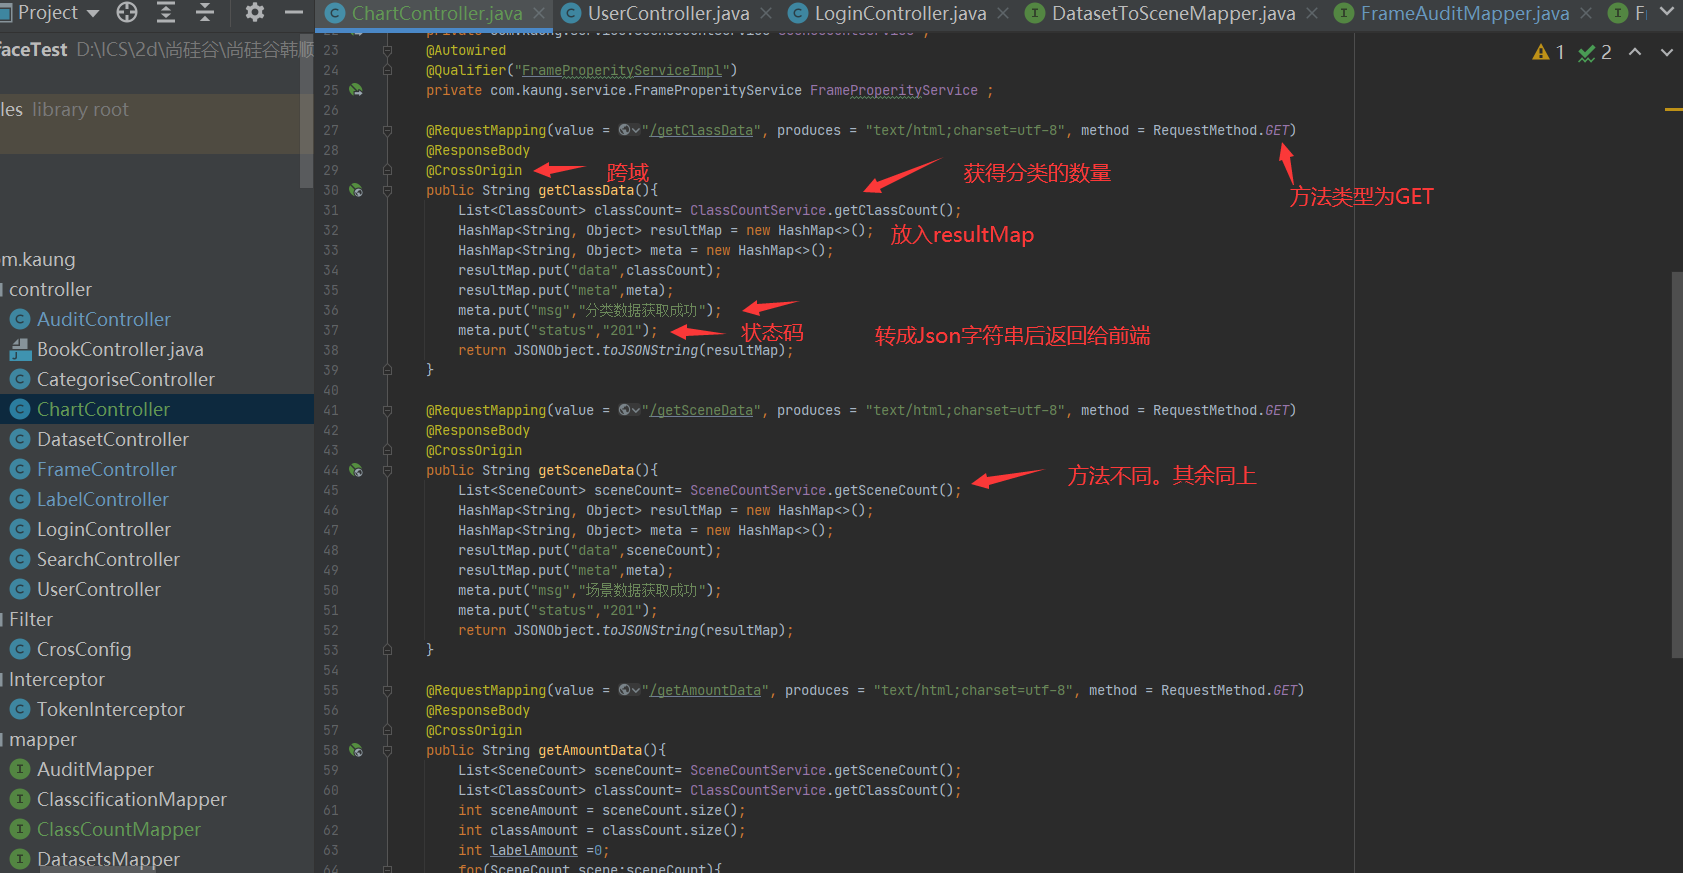 Project
ChartController.java
UserController.java
LoginController.java
DatasetToSceneMapper.java
FrameAuditMapper.java
faceTest D:\ICS\2d\尚硅谷\尚硅谷韩顺
les library root
m.kaung
controller
AuditController
BookController.java
CategoriseController
ChartController
DatasetController
FrameController
LabelController
LoginController
SearchController
UserController
Filter
CrosConfig
Interceptor
TokenInterceptor
mapper
AuditMapper
ClasscificationMapper
ClassCountMapper
DatasetsMapper
1 2
23 @Autowired
24 @Qualifier("FrameProperityServiceImpl")
25 private com.kaung.service.FrameProperityService FrameProperityService ;
26
27 @RequestMapping(value = "/getClassData", produces = "text/html;charset=utf-8", method = RequestMethod.GET)
28 @ResponseBody
29 @CrossOrigin
跨域
获得分类的数量
方法类型为GET
30 public String getClassData(){
31 List<ClassCount> classCount= ClassCountService.getClassCount();
32 HashMap<String, Object> resultMap = new HashMap<>();
放入resultMap
33 HashMap<String, Object> meta = new HashMap<>();
34 resultMap.put("data",classCount);
35 resultMap.put("meta",meta);
36 meta.put("msg","分类数据获取成功");
37 meta.put("status","201");
状态码
转成Json字符串后返回给前端
38 return JSONObject.toJSONString(resultMap);
39 }
40
41 @RequestMapping(value = "/getSceneData", produces = "text/html;charset=utf-8", method = RequestMethod.GET)
42 @ResponseBody
43 @CrossOrigin
44 public String getSceneData(){
45 List<SceneCount> sceneCount= SceneCountService.getSceneCount();
方法不同。其余同上
46 HashMap<String, Object> resultMap = new HashMap<>();
47 HashMap<String, Object> meta = new HashMap<>();
48 resultMap.put("data",sceneCount);
49 resultMap.put("meta",meta);
50 meta.put("msg","场景数据获取成功");
51 meta.put("status","201");
52 return JSONObject.toJSONString(resultMap);
53 }
54
55 @RequestMapping(value = "/getAmountData", produces = "text/html;charset=utf-8", method = RequestMethod.GET)
56 @ResponseBody
57 @CrossOrigin
58 public String getAmountData(){
59 List<SceneCount> sceneCount= SceneCountService.getSceneCount();
60 List<ClassCount> classCount= ClassCountService.getClassCount();
61 int sceneAmount = sceneCount.size();
62 int classAmount = classCount.size();
63 int labelAmount =0;
64 for(SceneCount scene:sceneCount){